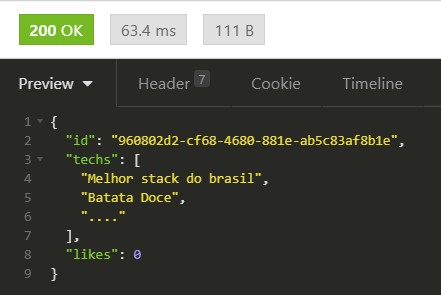 200 OK 63.4 ms 111 B
Preview Header 7 Cookie Timeline
1 {
2 "id": "960802d2-cf68-4680-881e-ab5c83af8b1e",
3 "techs": [
4 "Melhor stack do brasil",
5 "Batata Doce",
6 "...."
7 ],
8 "likes": 0
9 }